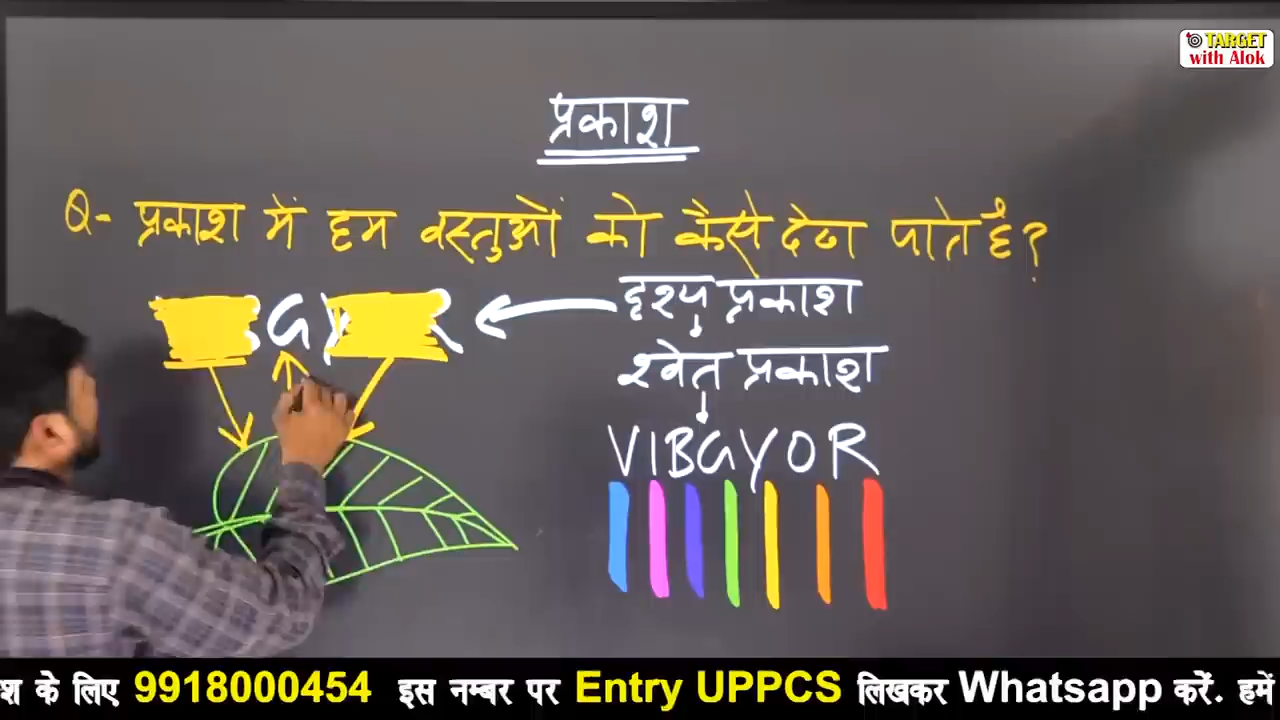 TARGET
with Alok
प्रकाश
Q- प्रकाश में हम वस्तुओं को कैसे देख पाते है?
G
R
दृश्य प्रकाश
श्वेत प्रकाश
VIBGYOR
के लिए 9918000454 इस नम्बर पर Entry UPPCS लिखकर Whatsapp करें. हमें